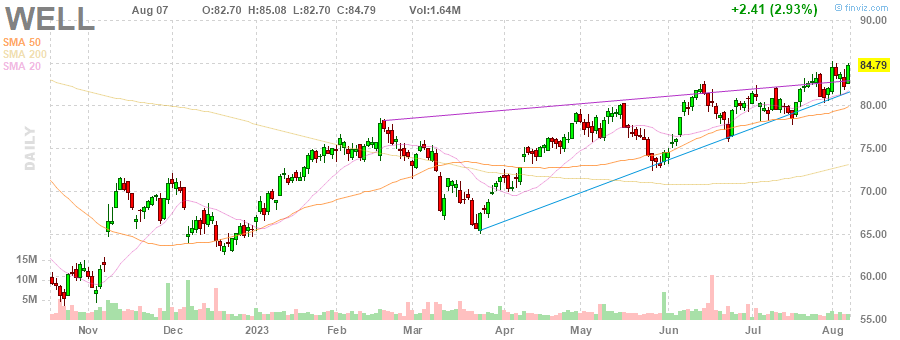 WELL
Aug 07 O:82.70 H:85.08 L:82.70 C:84.79 Vol:1.64M +2.41 (2.93%) © finviz.com
SMA 50
SMA 200
SMA 20
DAILY
90.00
84.79
80.00
75.00
70.00
65.00
60.00
55.00
15M
10M
5M
Nov Dec 2023 Feb Mar Apr May Jun Jul Aug